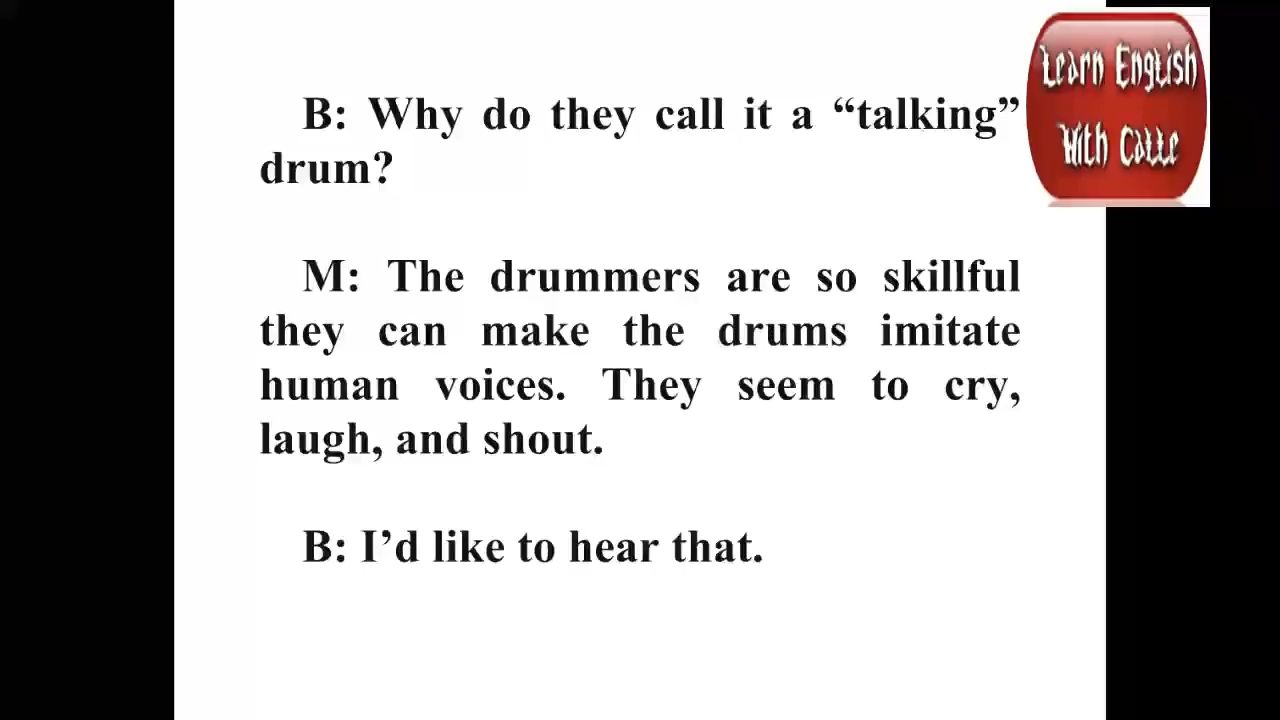 Learn English
With Catte
B: Why do they call it a “talking”
drum?
M: The drummers are so skillful
they can make the drums imitate
human voices. They seem to cry,
laugh, and shout.
B: I’d like to hear that.